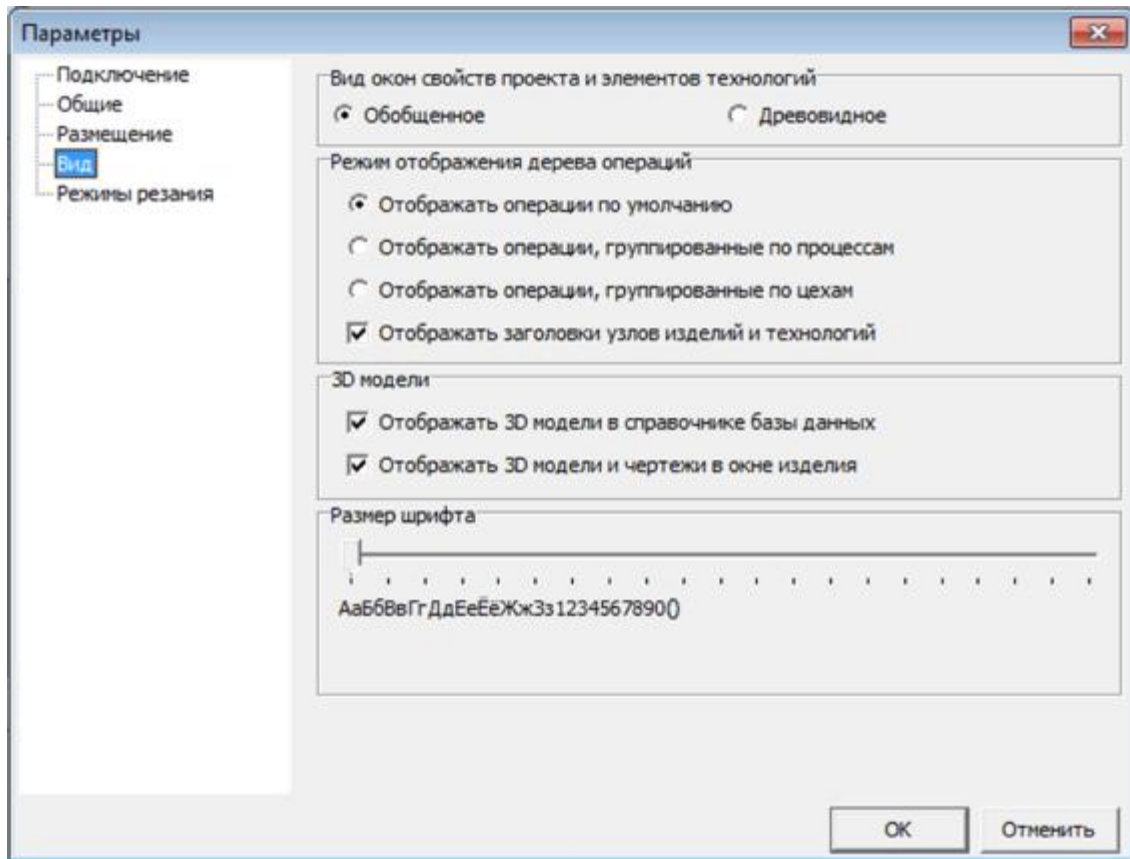 Параметры
Подключение
Общие
Размещение
Вид
Режимы резания
Вид окон свойств проекта и элементов технологий
Обобщенное
Древовидное
Режим отображения дерева операций
Отображать операции по умолчанию
Отображать операции, группированные по процессам
Отображать операции, группированные по цехам
Отображать заголовки узлов изделий и технологий
3D модели
Отображать 3D модели в справочнике базы данных
Отображать 3D модели и чертежи в окне изделия
Размер шрифта
АаБбВвГгДдЕеЁёЖжЗз1234567890()
OK
Отменить